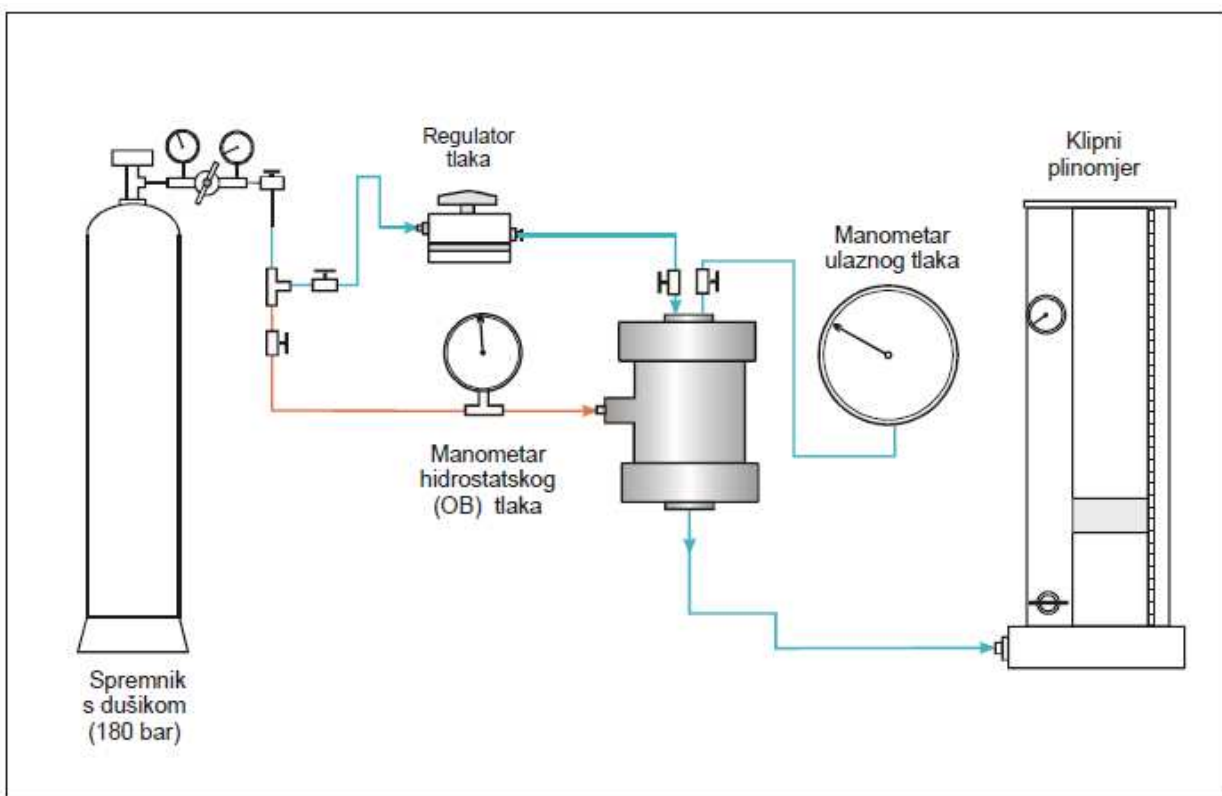 Regulator
tlaka
Klipni
plinomjer
Manometar
ulaznog tlaka
Manometar
hidrostatskog
(OB) tlaka
Spremnik
s dušikom
(180 bar)